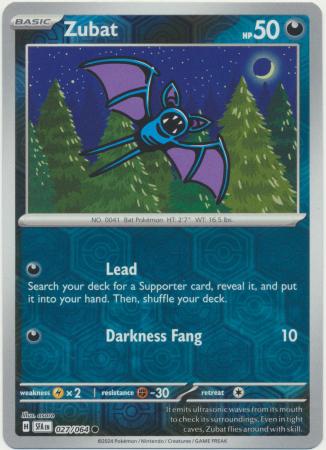 BASIC
Zubat
HP 50
NO. 0041 Bat Pokémon HT: 2'7" WT: 16.5 lbs.
Lead
Search your deck for a Supporter card, reveal it, and put
it into your hand. Then, shuffle your deck.
Darkness Fang 10
weakness ×2 resistance -30 retreat
Illus. osare
H SFA EN 027/064
©2024 Pokémon / Nintendo / Creatures / GAME FREAK
It emits ultrasonic waves from its mouth
to check its surroundings. Even in tight
caves, Zubat flies around with skill.